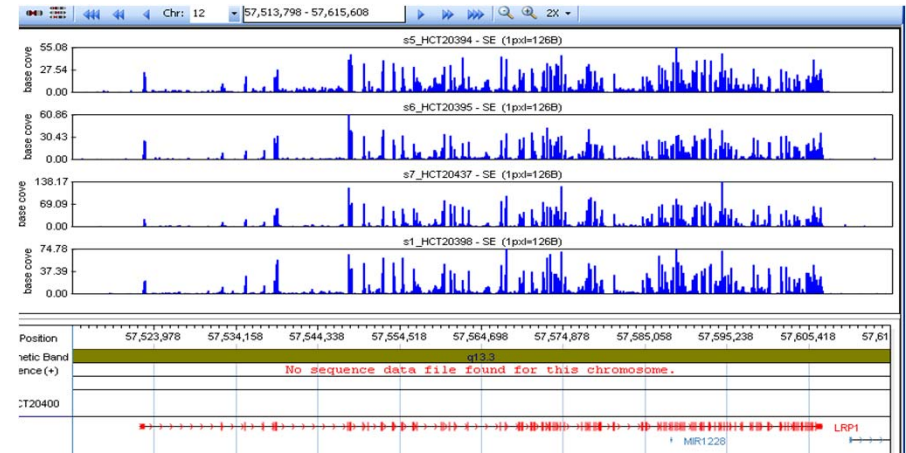 Chr: 12 57,513,798 - 57,615,608 2X
s5_HCT20394 - SE (1pxl=126B)
base cove
55.08
27.54
0.00
s6_HCT20395 - SE (1pxl=126B)
base cove
60.86
30.43
0.00
s7_HCT20437 - SE (1pxl=126B)
base cove
138.17
69.09
0.00
s1_HCT20398 - SE (1pxl=126B)
base cove
74.78
37.39
0.00
Position 57,523,978 57,534,158 57,544,338 57,554,518 57,564,698 57,574,878 57,585,058 57,595,238 57,605,418 57,61
netic Band q13.3
ence (+) No sequence data file found for this chromosome.
CT20400
LRP1
MIR1228